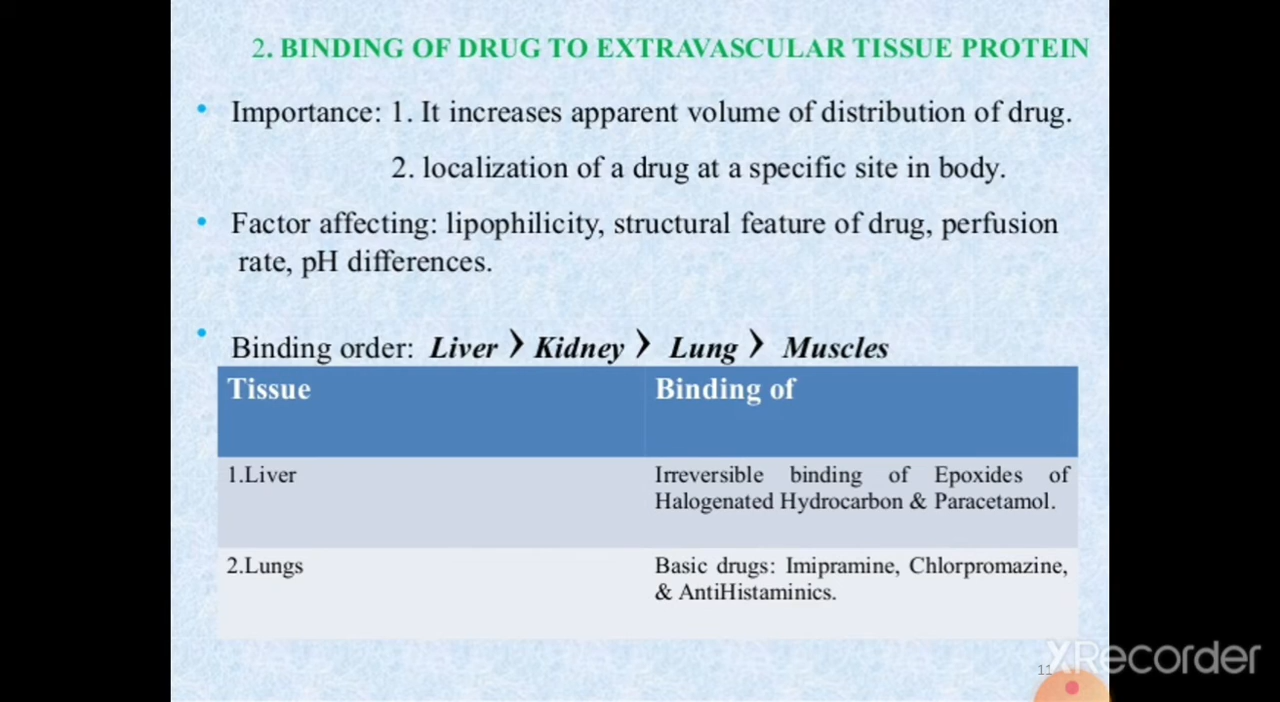 2. BINDING OF DRUG TO EXTRAVASCULAR TISSUE PROTEIN
• Importance: 1. It increases apparent volume of distribution of drug.
2. localization of a drug at a specific site in body.
• Factor affecting: lipophilicity, structural feature of drug, perfusion
rate, pH differences.
• Binding order: Liver › Kidney › Lung › Muscles
Tissue Binding of
1.Liver Irreversible binding of Epoxides of
Halogenated Hydrocarbon & Paracetamol.
2.Lungs Basic drugs: Imipramine, Chlorpromazine,
& AntiHistaminics.
11
XRecorder